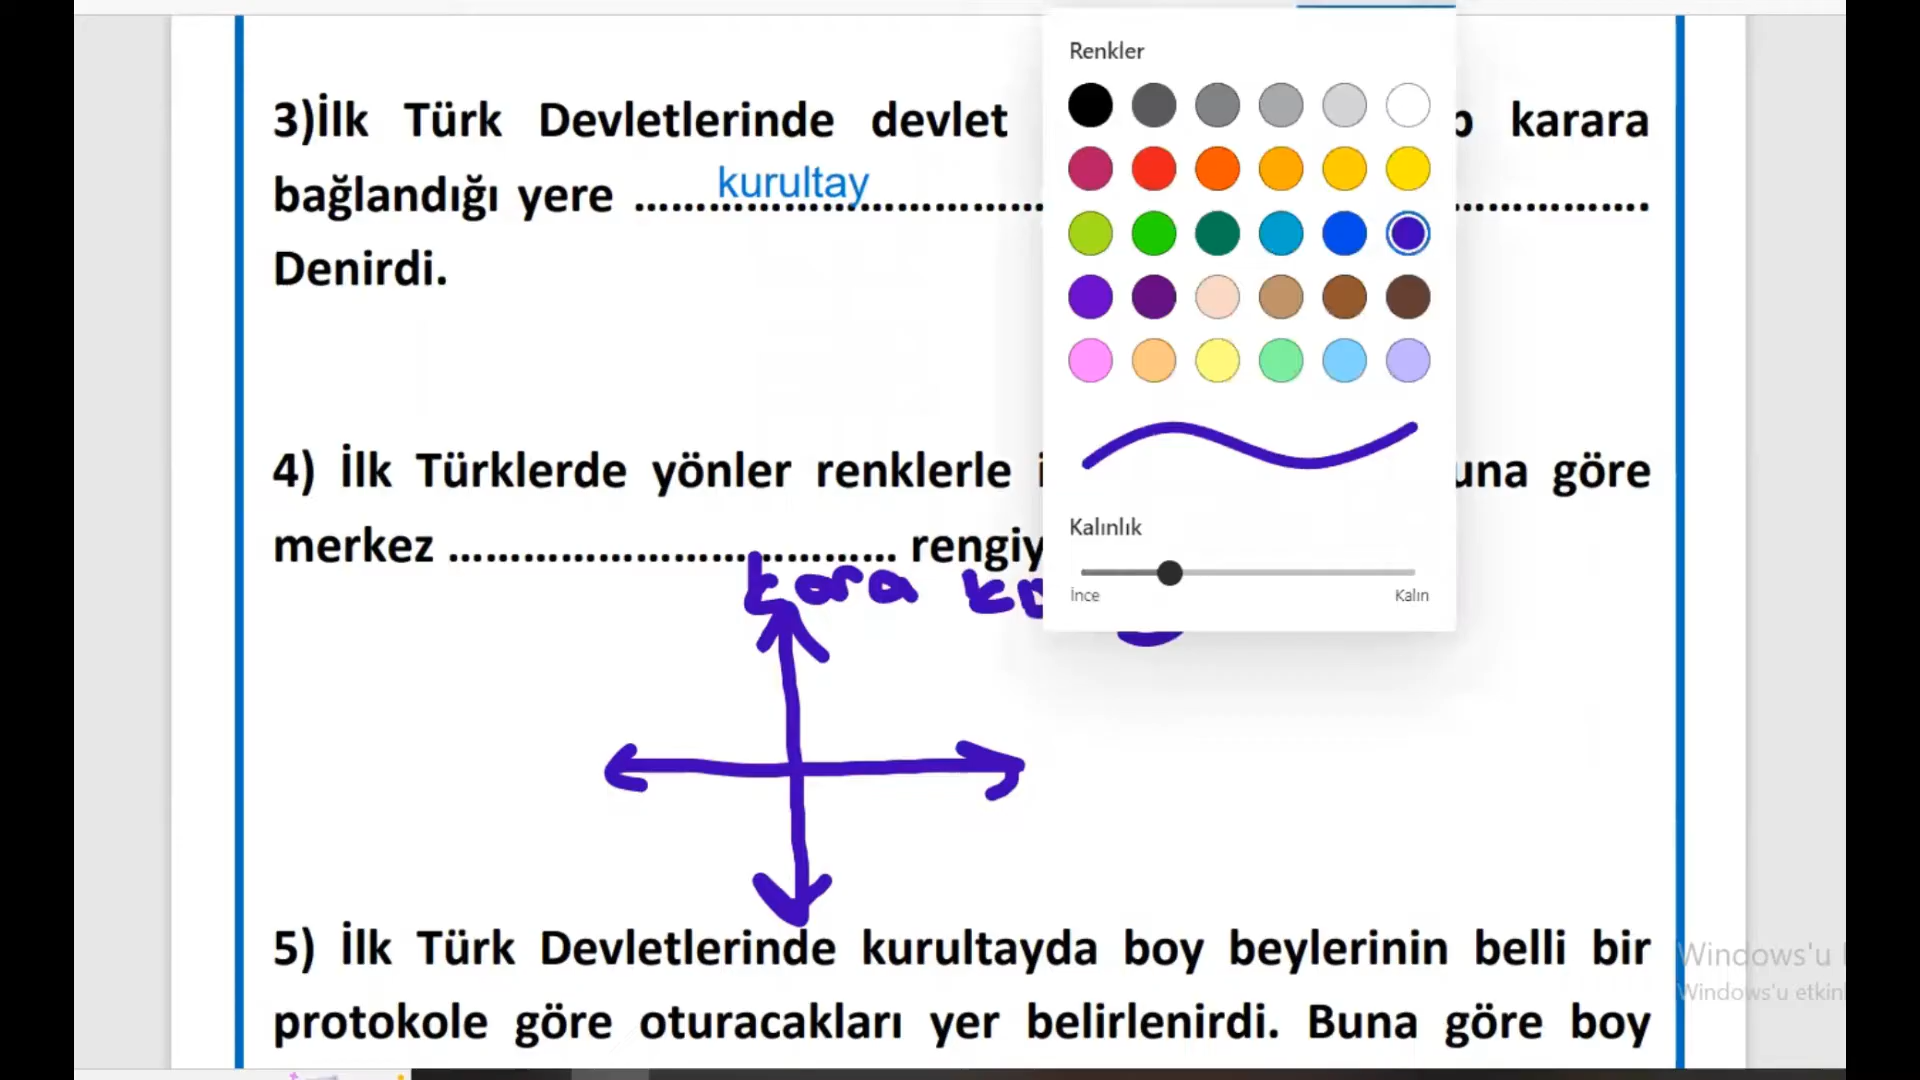 Renkler
3)İlk Türk Devletlerinde devlet karara
bağlandığı yere ........................................ kurultay ................
Denirdi.
4) İlk Türklerde yönler renklerle una göre
merkez .................................... rengiy
kara
Kalınlık
İnce Kalın
5) İlk Türk Devletlerinde kurultayda boy beylerinin belli bir
protokole göre oturacakları yer belirlenirdi. Buna göre boy
Windows'u
Windows'u etkin